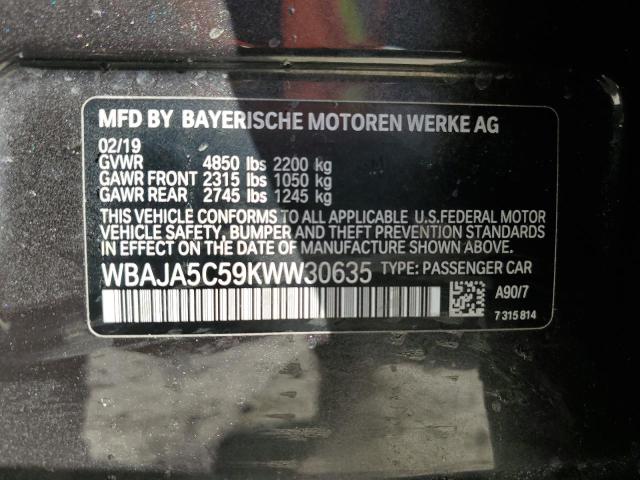 MFD BY BAYERISCHE MOTOREN WERKE AG
02/19
GVWR 4850 lbs 2200 kg
GAWR FRONT 2315 lbs 1050 kg
GAWR REAR 2745 lbs 1245 kg
THIS VEHICLE CONFORMS TO ALL APPLICABLE U.S.FEDERAL MOTOR
VEHICLE SAFETY, BUMPER AND THEFT PREVENTION STANDARDS
IN EFFECT ON THE DATE OF MANUFACTURE SHOWN ABOVE.
WBAJA5C59KWW30635 TYPE: PASSENGER CAR
A90/7
7 315 814